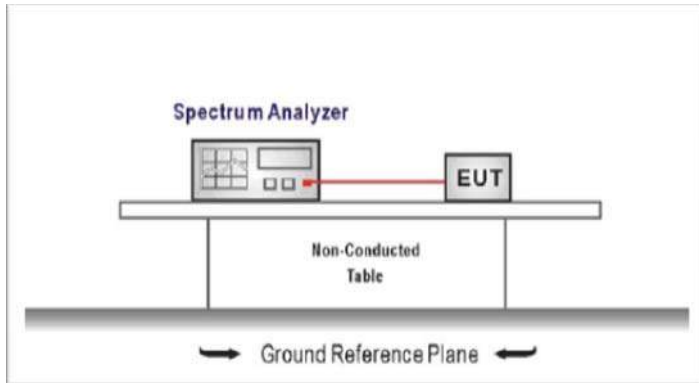 Spectrum Analyzer
EUT
Non-Conducted
Table
Ground Reference Plane